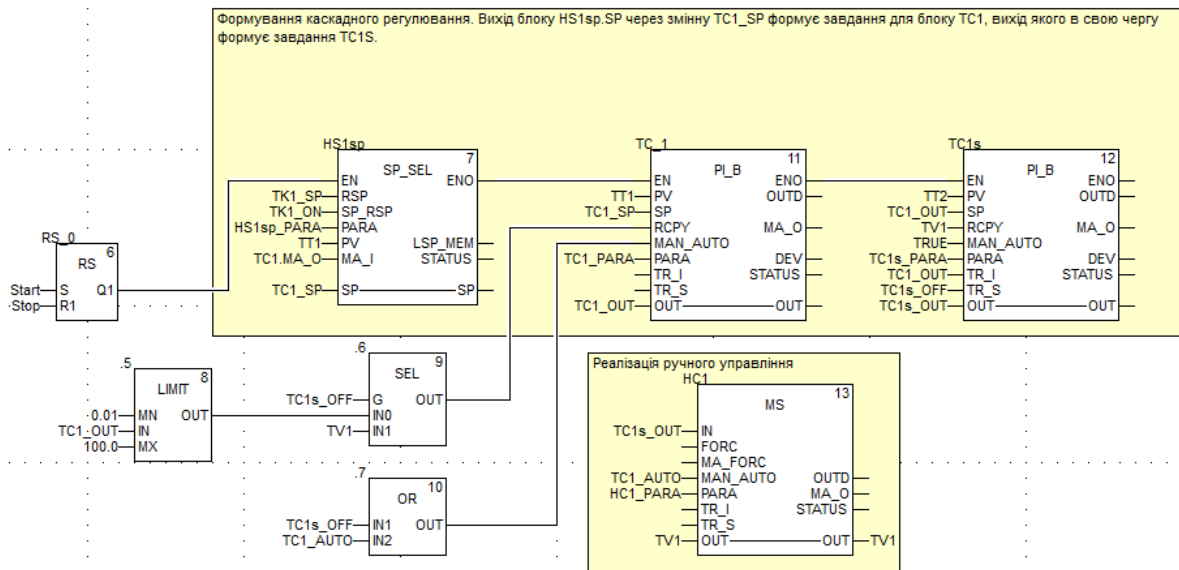 Формування каскадного регулювання. Вихід блоку HS1sp.SP через змінну TC1_SP формує завдання для блоку TC1, вихід якого в свою чергу
формує завдання TC1S.
HS1sp
SP_SEL 7
EN ENO
TK1_SP RSP
TK1_ON SP_RSP
HS1sp_PARA PARA
TT1 PV LSP_MEM
TC1.MA_O MA_I STATUS
TC1_SP SP SP
TC_1
PI_B 11
EN ENO
TT1 PV OUTD
TC1_SP SP
RCPY MA_O
MAN_AUTO
TC1_PARA PARA DEV
TR_I STATUS
TR_S
TC1_OUT OUT OUT
TC1s
PI_B 12
EN ENO
TT2 PV OUTD
TC1_OUT SP
TV1 RCPY MA_O
TRUE MAN_AUTO
TC1s_PARA PARA DEV
TC1_OUT TR_I STATUS
TC1s_OFF TR_S
TC1s_OUT OUT OUT
RS_0
6
RS
Start S Q1
Stop R1
.5
8
LIMIT
0.01 MN OUT
TC1_OUT IN
100.0 MX
.6
9
SEL
TC1s_OFF G OUT
IN0
TV1 IN1
.7
10
OR
TC1s_OFF IN1 OUT
TC1_AUTO IN2
Реалізація ручного управління
HC1
13
MS
TC1s_OUT IN
FORC
MA_FORC
TC1_AUTO MAN_AUTO OUTD
HC1_PARA PARA MA_O
TR_I STATUS
TR_S
TV1 OUT OUT TV1